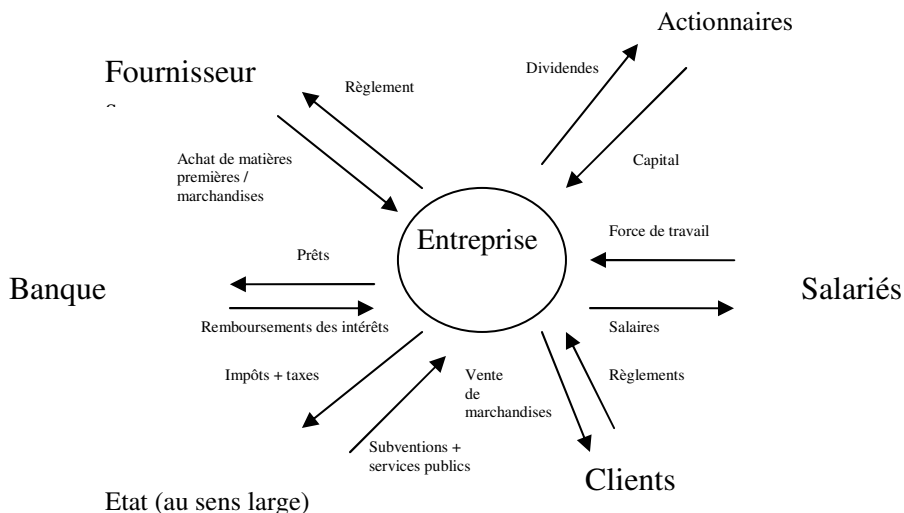 Actionnaires
Fournisseur
s
Dividendes
Règlement
Achat de matières
premières /
marchandises
Capital
Entreprise
Force de travail
Prêts
Banque
Salariés
Remboursements des intérêts
Salaires
Impôts + taxes
Vente
de
marchandises
Règlements
Subventions +
services publics
Clients
Etat (au sens large)